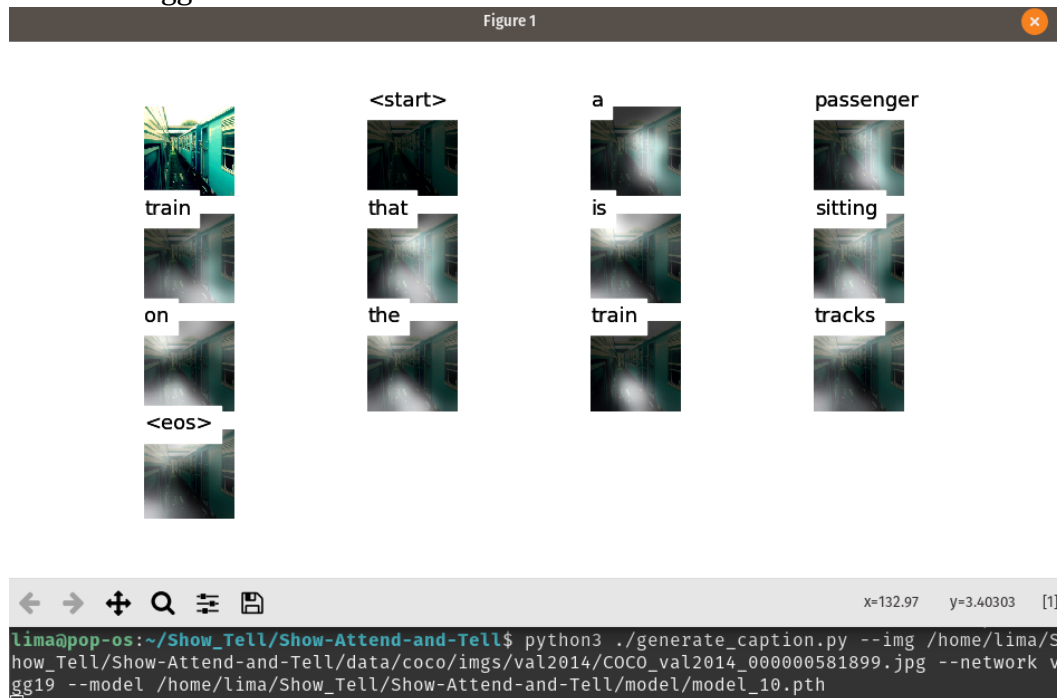 gg
Figure 1
<start> a passenger
train that is sitting
on the train tracks
<eos>
x=132.97 y=3.40303 [1]
lima@pop-os:~/Show_Tell/Show-Attend-and-Tell$ python3 ./generate_caption.py --img /home/lima/S
how_Tell/Show-Attend-and-Tell/data/coco/imgs/val2014/COCO_val2014_000000581899.jpg --network v
gg19 --model /home/lima/Show_Tell/Show-Attend-and-Tell/model/model_10.pth